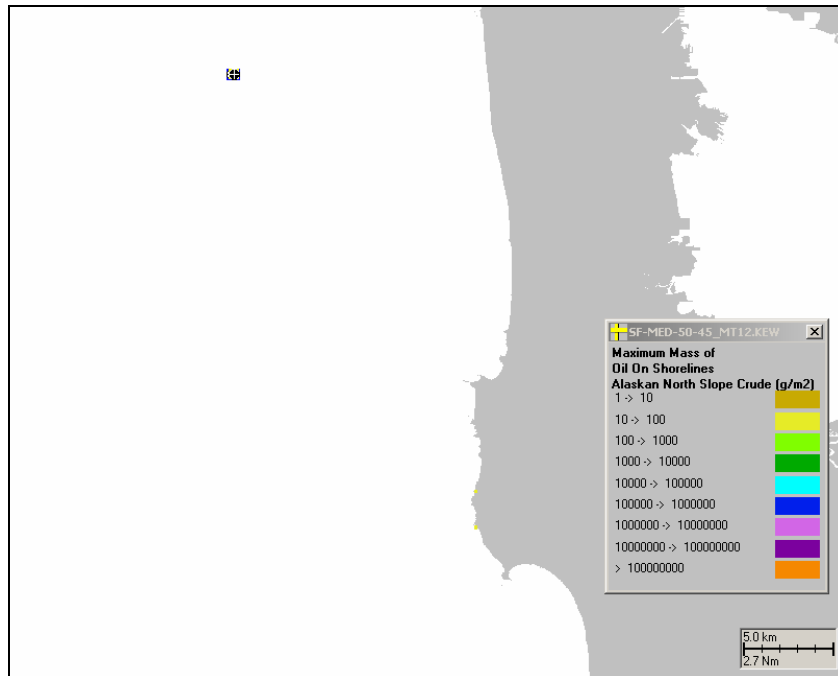 SF-MED-50-45_MT12.KEW
Maximum Mass of
Oil On Shorelines
Alaskan North Slope Crude (g/m2)
1 -> 10
10 -> 100
100 -> 1000
1000 -> 10000
10000 -> 100000
100000 -> 1000000
1000000 -> 10000000
10000000 -> 100000000
> 100000000
5.0 km
2.7 Nm